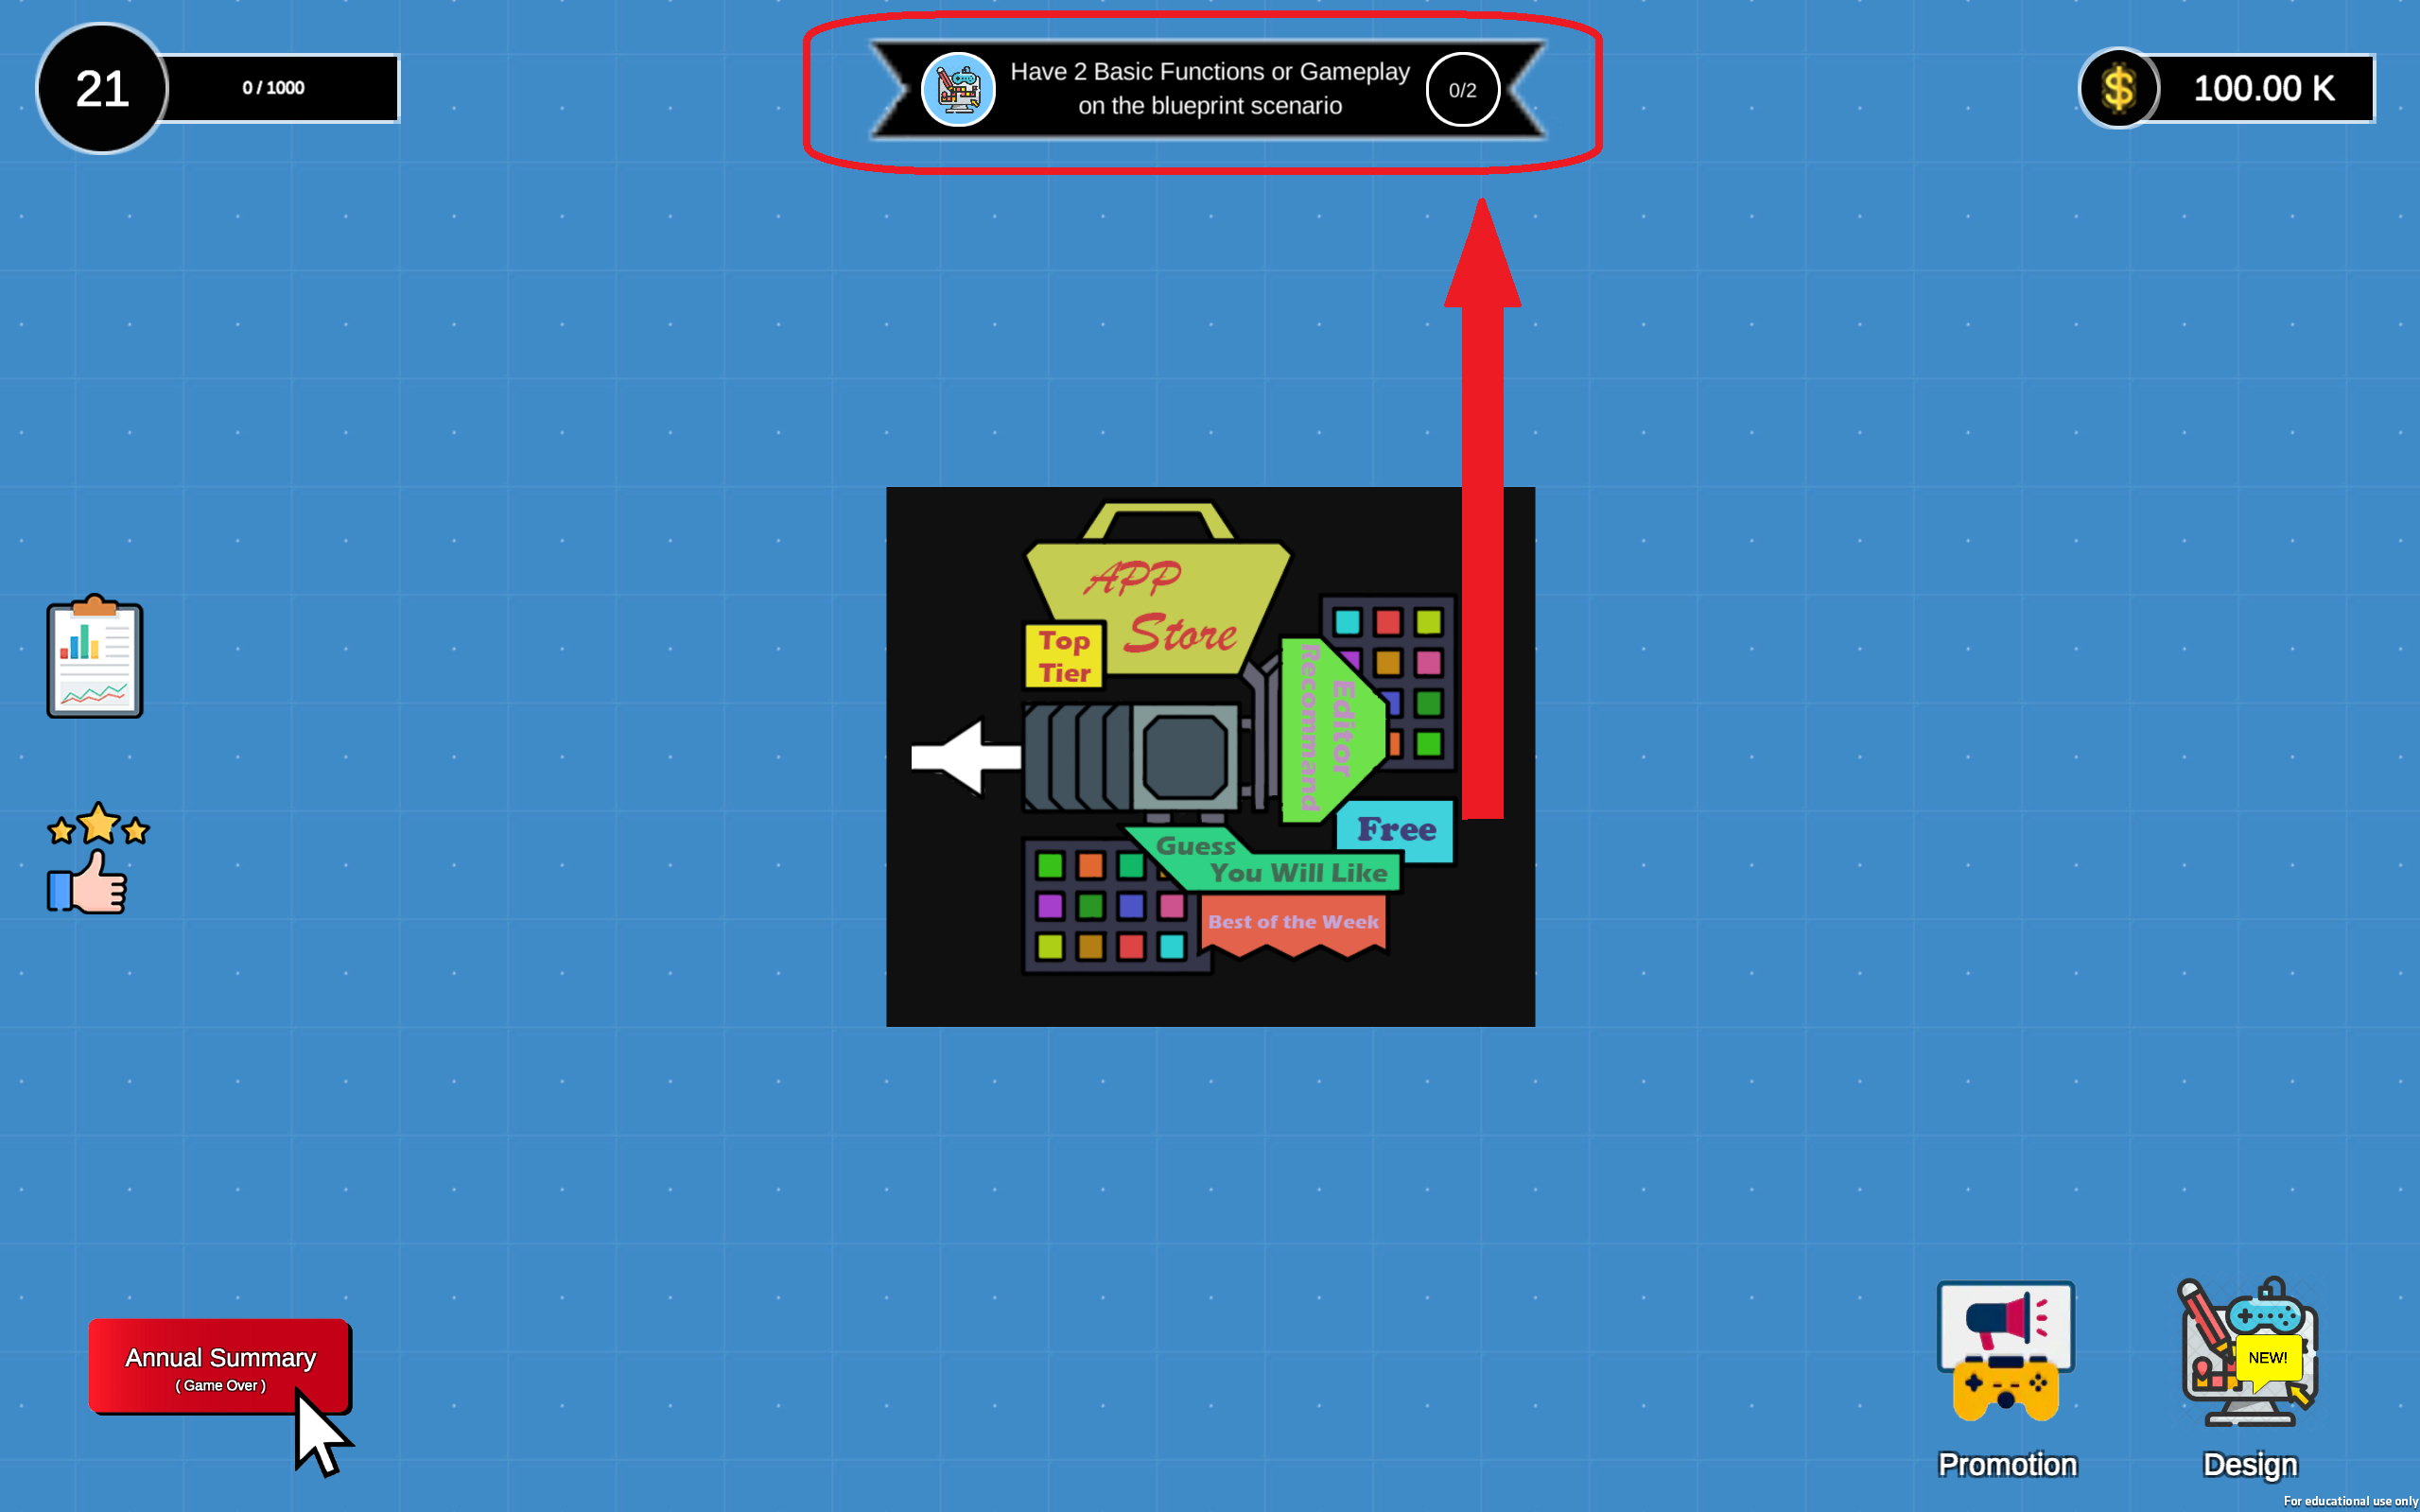 21
0 / 1000
Have 2 Basic Functions or Gameplay
on the blueprint scenario
0/2
$
100.00 K
APP
Store
Top
Tier
Editor
Recommand
Free
Guess
You Will Like
Best of the Week
Annual Summary
( Game Over )
NEW!
Promotion
Design
For educational use only